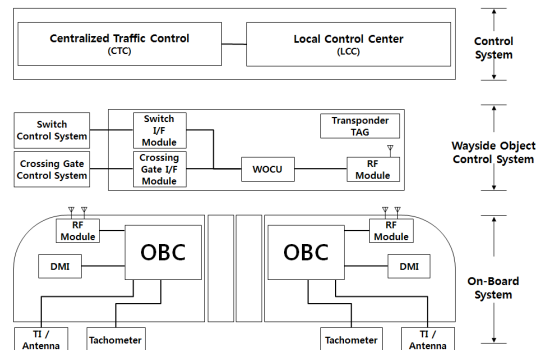 Centralized Traffic Control
(CTC)
Local Control Center
(LCC)
Control
System
Switch
Control System
Switch
I/F
Module
Transponder
TAG
Crossing Gate
Control System
Crossing
Gate I/F
Module
WOCU
RF
Module
Wayside Object
Control System
RF
Module
OBC
DMI
TI /
Antenna
Tachometer
OBC
RF
Module
DMI
Tachometer
TI /
Antenna
On-Board
System